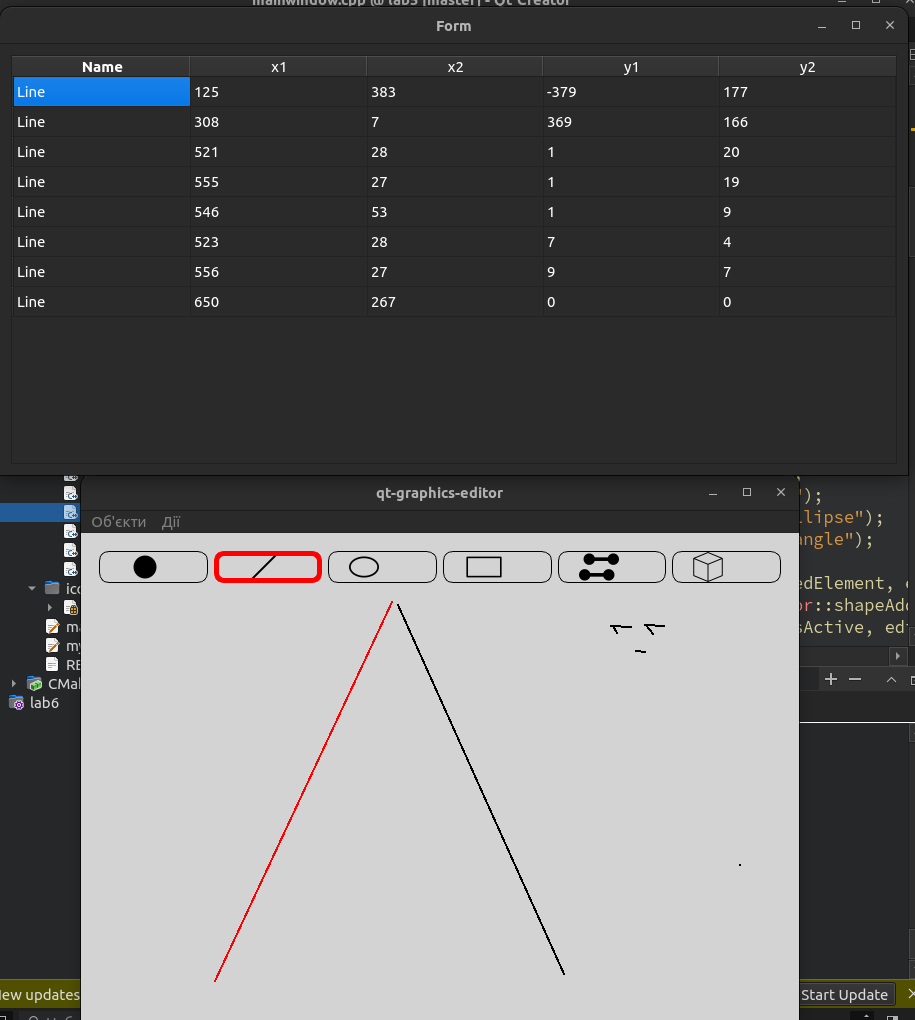 mainwindow.cpp @ lab5 [master] - Qt Creator
Form
Name x1 x2 y1 y2
Line 125 383 -379 177
Line 308 7 369 166
Line 521 28 1 20
Line 555 27 1 19
Line 546 53 1 9
Line 523 28 7 4
Line 556 27 9 7
Line 650 267 0 0
qt-graphics-editor
Об'єкти Дії
");
lipse");
ngle");
edElement, e
or::shapeAdd
sActive, edi
ico
ma
my
RE
CMal
lab6
New updates
Start Update